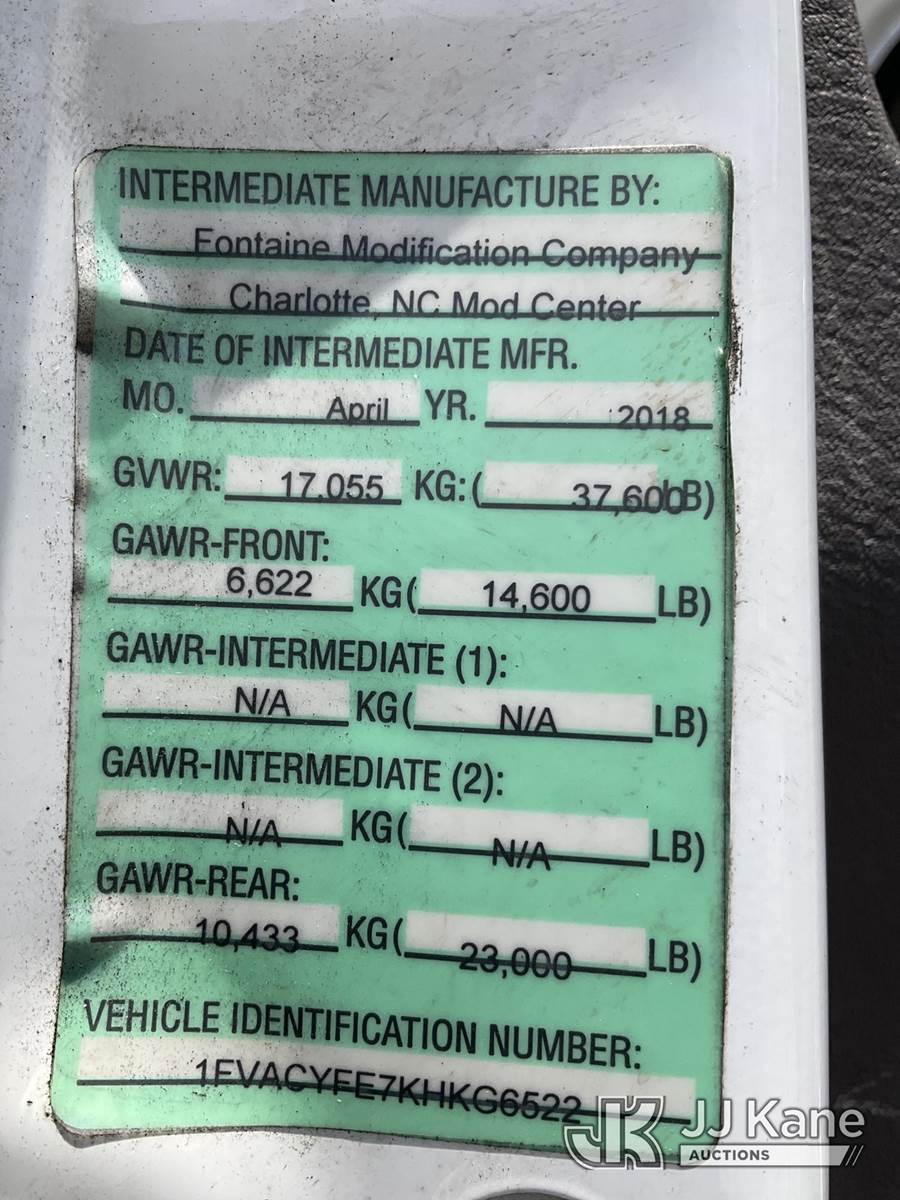 INTERMEDIATE MANUFACTURE BY:
Fontaine Modification Company
Charlotte, NC Mod Center
DATE OF INTERMEDIATE MFR.
MO. April YR. 2018
GVWR: 17,055 KG: ( 37,600 LB)
GAWR-FRONT:
6,622 KG( 14,600 LB)
GAWR-INTERMEDIATE (1):
N/A KG( N/A LB)
GAWR-INTERMEDIATE (2):
N/A KG( N/A LB)
GAWR-REAR:
10,433 KG( 23,000 LB)
VEHICLE IDENTIFICATION NUMBER:
1FVACYFE7KHKG6522
JK JJ Kane
AUCTIONS